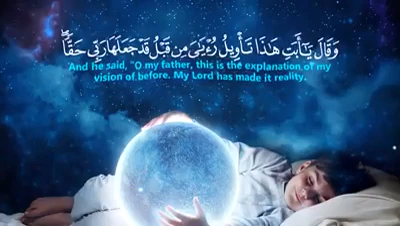 وَقَالَ يَٰٓأَبَتِ هَٰذَا تَأْوِيلُ رُءْيَٰىَ مِن قَبْلُ قَدْ جَعَلَهَا رَبِّى حَقًّا ۖ
"And he said, "O my father, this is the explanation of my
vision of before. My Lord has made it reality.